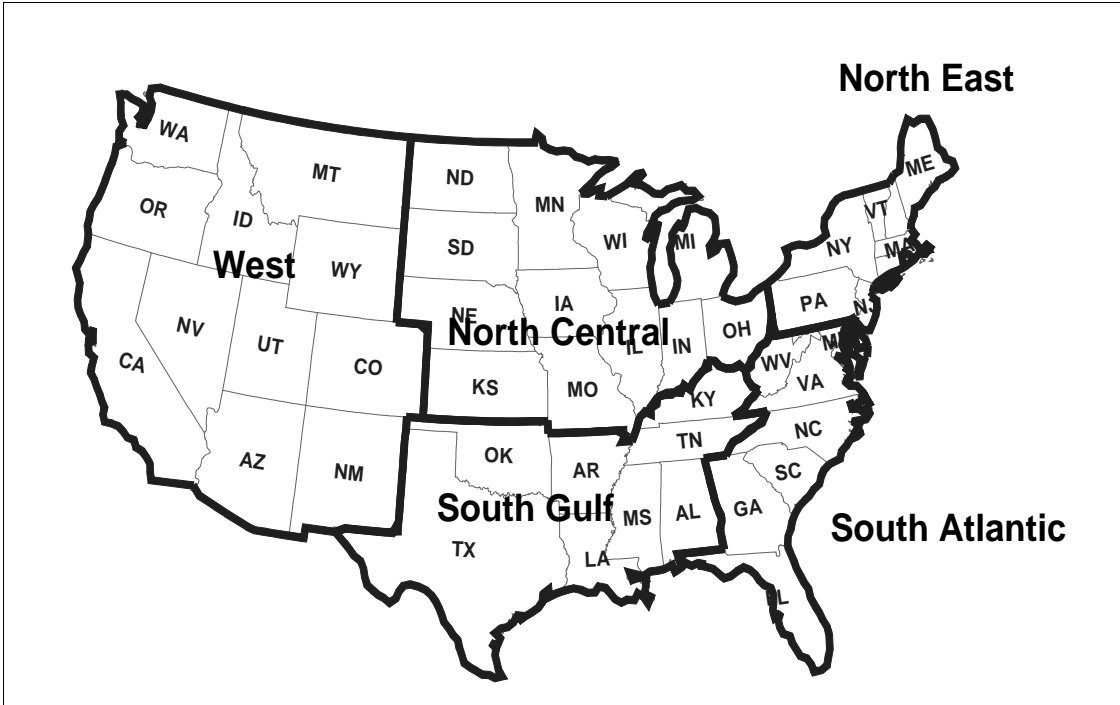 North East
WA
ME
MT
ND
MN
OR
VT
ID
WI
MI
NY
MA
SD
West
WY
PA
IA
NJ
NE
NV
North Central
OH
UT
IL
IN
CA
CO
WV
VA
KS
MO
KY
NC
TN
OK
AZ
NM
AR
SC
South Gulf
GA
MS
AL
South Atlantic
TX
LA